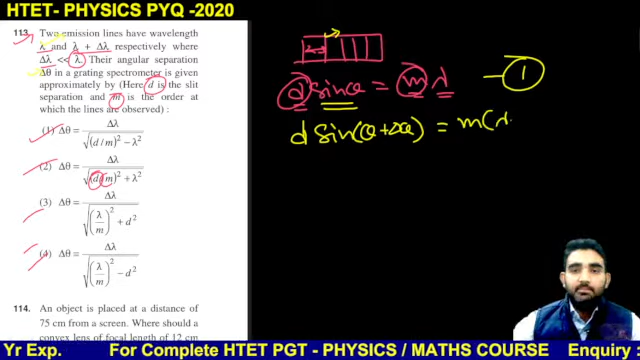 HTET- PHYSICS PYQ -2020
113. Two emission lines have wavelength
λ and λ + Δλ respectively where
Δλ << λ. Their angular separation
Δθ in a grating spectrometer is given
approximately by (Here d is the slit
separation and m is the order at
which the lines are observed) :
(1) Δθ = Δλ / √((d / m)² − λ²)
(2) Δθ = Δλ / √((d / m)² + λ²)
(3) Δθ = Δλ / √((λ/m)² + d²)
(4) Δθ = Δλ / √((λ/m)² − d²)
114. An object is placed at a distance of
75 cm from a screen. Where should a
convex lens of focal length of 12 cm
d sinθ = mλ — 1
d sin(θ+Δθ) = m(λ
Yr Exp. For Complete HTET PGT - PHYSICS / MATHS COURSE Enquiry :